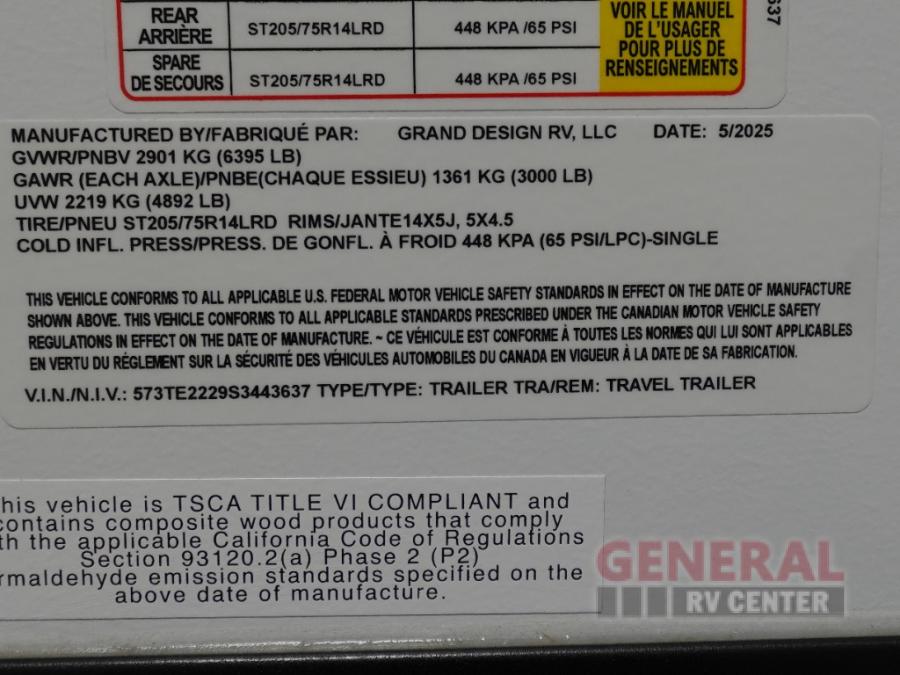 REAR
ARRIÈRE
ST205/75R14LRD
448 KPA /65 PSI
SPARE
DE SECOURS
ST205/75R14LRD
448 KPA /65 PSI
VOIR LE MANUEL
DE L'USAGER
POUR PLUS DE
RENSEIGNEMENTS
637
MANUFACTURED BY/FABRIQUÉ PAR: GRAND DESIGN RV, LLC DATE: 5/2025
GVWR/PNBV 2901 KG (6395 LB)
GAWR (EACH AXLE)/PNBE(CHAQUE ESSIEU) 1361 KG (3000 LB)
UVW 2219 KG (4892 LB)
TIRE/PNEU ST205/75R14LRD RIMS/JANTE14X5J, 5X4.5
COLD INFL. PRESS/PRESS. DE GONFL. À FROID 448 KPA (65 PSI/LPC)-SINGLE
THIS VEHICLE CONFORMS TO ALL APPLICABLE U.S. FEDERAL MOTOR VEHICLE SAFETY STANDARDS IN EFFECT ON THE DATE OF MANUFACTURE
SHOWN ABOVE. THIS VEHICLE CONFORMS TO ALL APPLICABLE STANDARDS PRESCRIBED UNDER THE CANADIAN MOTOR VEHICLE SAFETY
REGULATIONS IN EFFECT ON THE DATE OF MANUFACTURE. ~ CE VÉHICULE EST CONFORME À TOUTES LES NORMES QUI LUI SONT APPLICABLES
EN VERTU DU RÉGLEMENT SUR LA SÉCURITÉ DES VÉHICULES AUTOMOBILES DU CANADA EN VIGUEUR À LA DATE DE SA FABRICATION.
V.I.N./N.I.V.: 573TE2229S3443637 TYPE/TYPE: TRAILER TRA/REM: TRAVEL TRAILER
his vehicle is TSCA TITLE VI COMPLIANT and
contains composite wood products that comply
th the applicable California Code of Regulations
Section 93120.2(a) Phase 2 (P2)
rmaldehyde emission standards specified on the
above date of manufacture.
GENERAL
RV CENTER